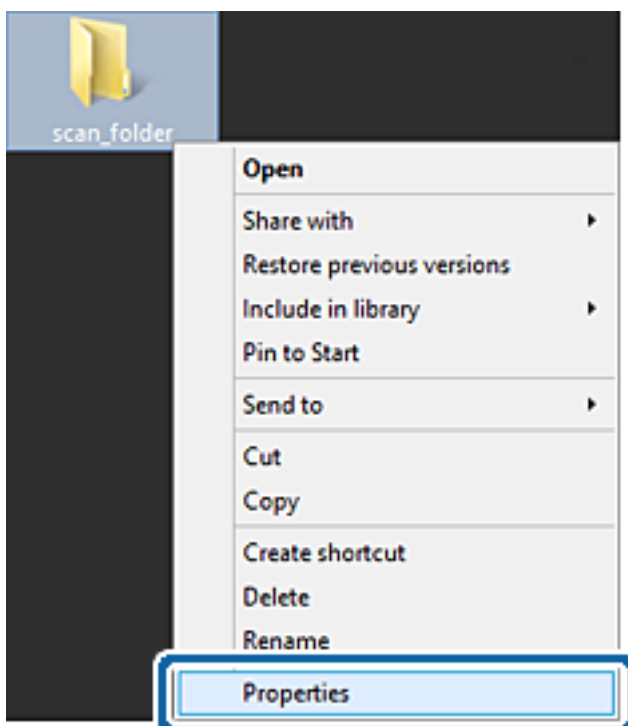 scan_folder
Open
Share with
Restore previous versions
Include in library
Pin to Start
Send to
Cut
Copy
Create shortcut
Delete
Rename
Properties